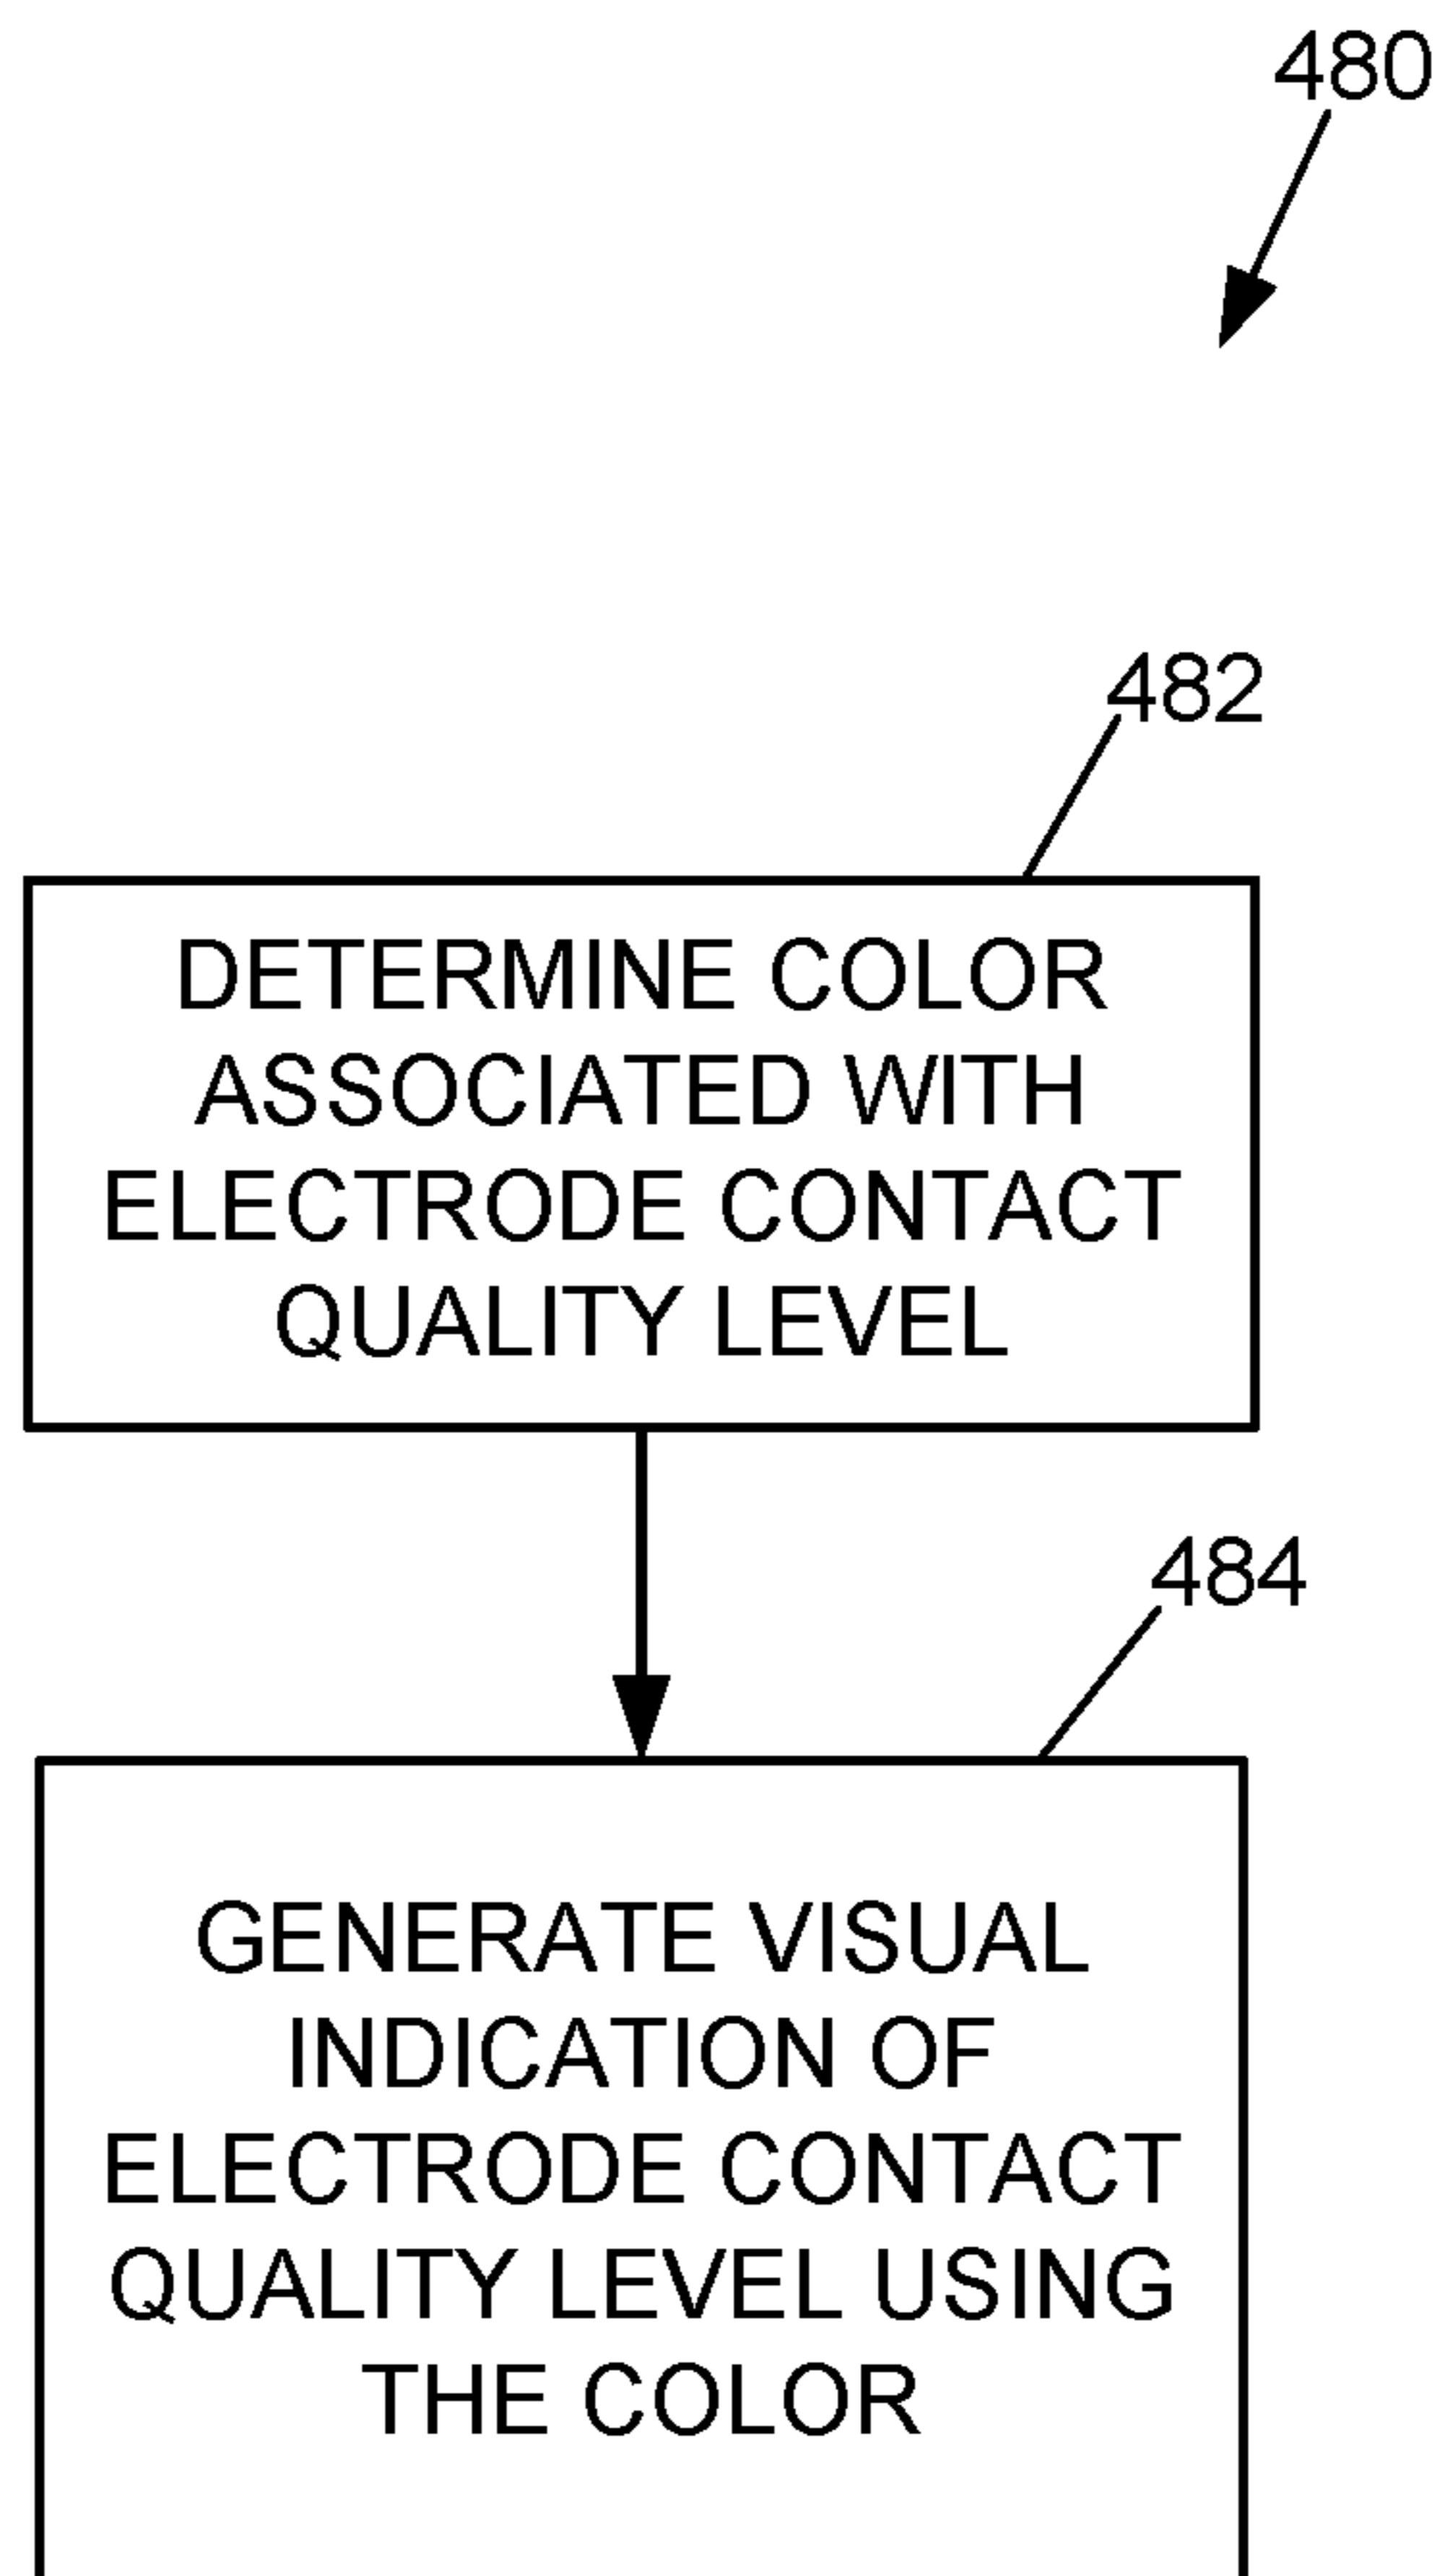 480
482
DETERMINE COLOR
ASSOCIATED WITH
ELECTRODE CONTACT
QUALITY LEVEL
484
GENERATE VISUAL
INDICATION OF
ELECTRODE CONTACT
QUALITY LEVEL USING
THE COLOR